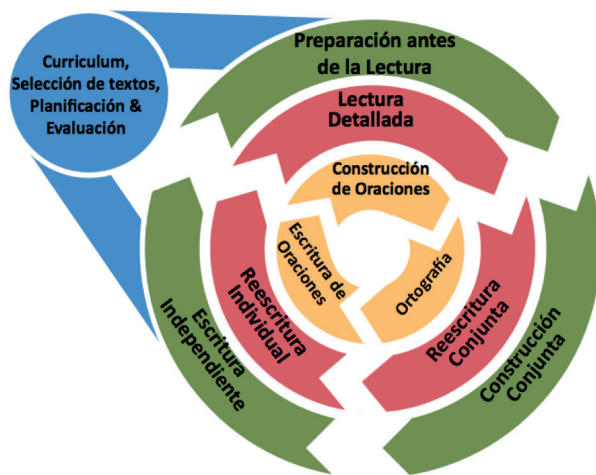 Curriculum,
Selección de textos,
Planificación &
Evaluación
Preparación antes
de la Lectura
Lectura
Detallada
Construcción
de Oraciones
Escritura de
Oraciones
Ortografía
Reescritura
Individual
Reescritura
Conjunta
Escritura
Independiente
Construcción
Conjunta